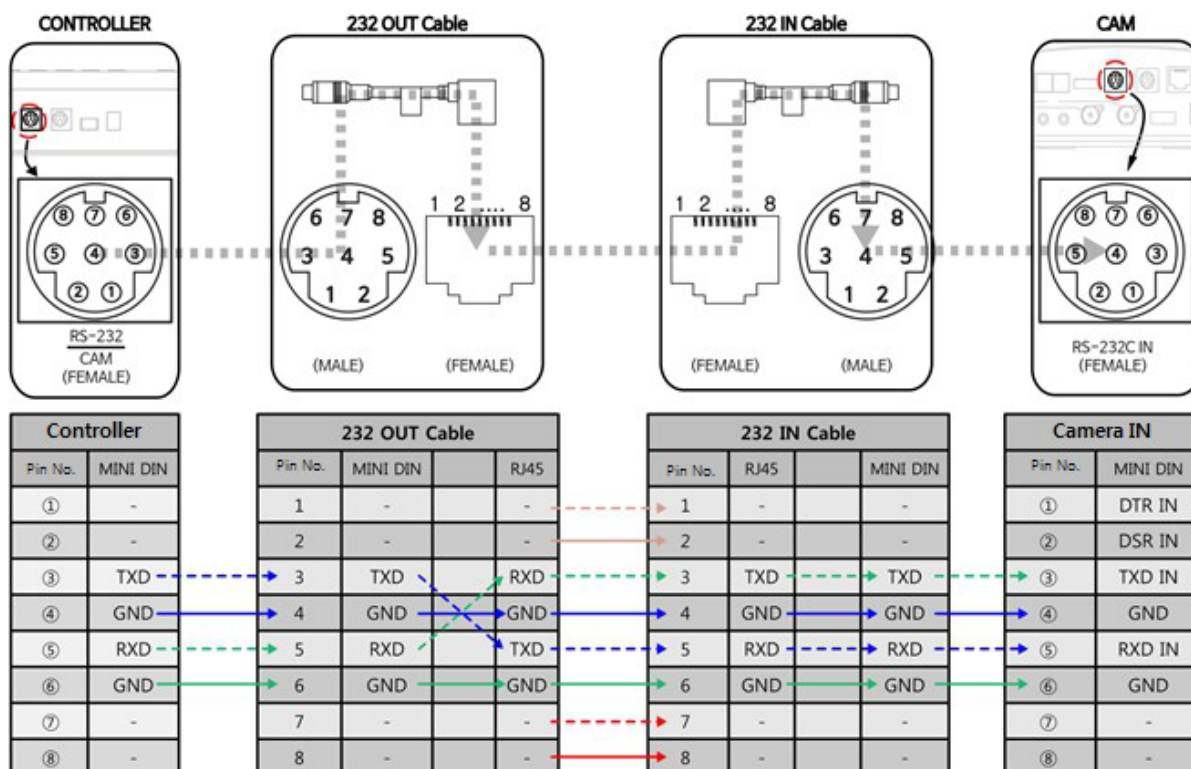 CONTROLLER
232 OUT Cable
232 IN Cable
CAM
⑧ ⑦ ⑥
⑤ ④ ③
② ①
RS-232
CAM
(FEMALE)
6 7 8
3 4 5
1 2
(MALE)
1 2 .... 8
(FEMALE)
1 2 .... 8
(FEMALE)
6 7 8
3 4 5
1 2
(MALE)
⑧ ⑦ ⑥
⑤ ④ ③
② ①
RS-232C IN
(FEMALE)
Controller
Pin No. MINI DIN
① -
② -
③ TXD
④ GND
⑤ RXD
⑥ GND
⑦ -
⑧ -
232 OUT Cable
Pin No. MINI DIN RJ45
1 - -
2 - -
3 TXD RXD
4 GND GND
5 RXD TXD
6 GND GND
7 - -
8 - -
232 IN Cable
Pin No. RJ45 MINI DIN
1 - -
2 - -
3 TXD TXD
4 GND GND
5 RXD RXD
6 GND GND
7 - -
8 - -
Camera IN
Pin No. MINI DIN
① DTR IN
② DSR IN
③ TXD IN
④ GND
⑤ RXD IN
⑥ GND
⑦ -
⑧ -